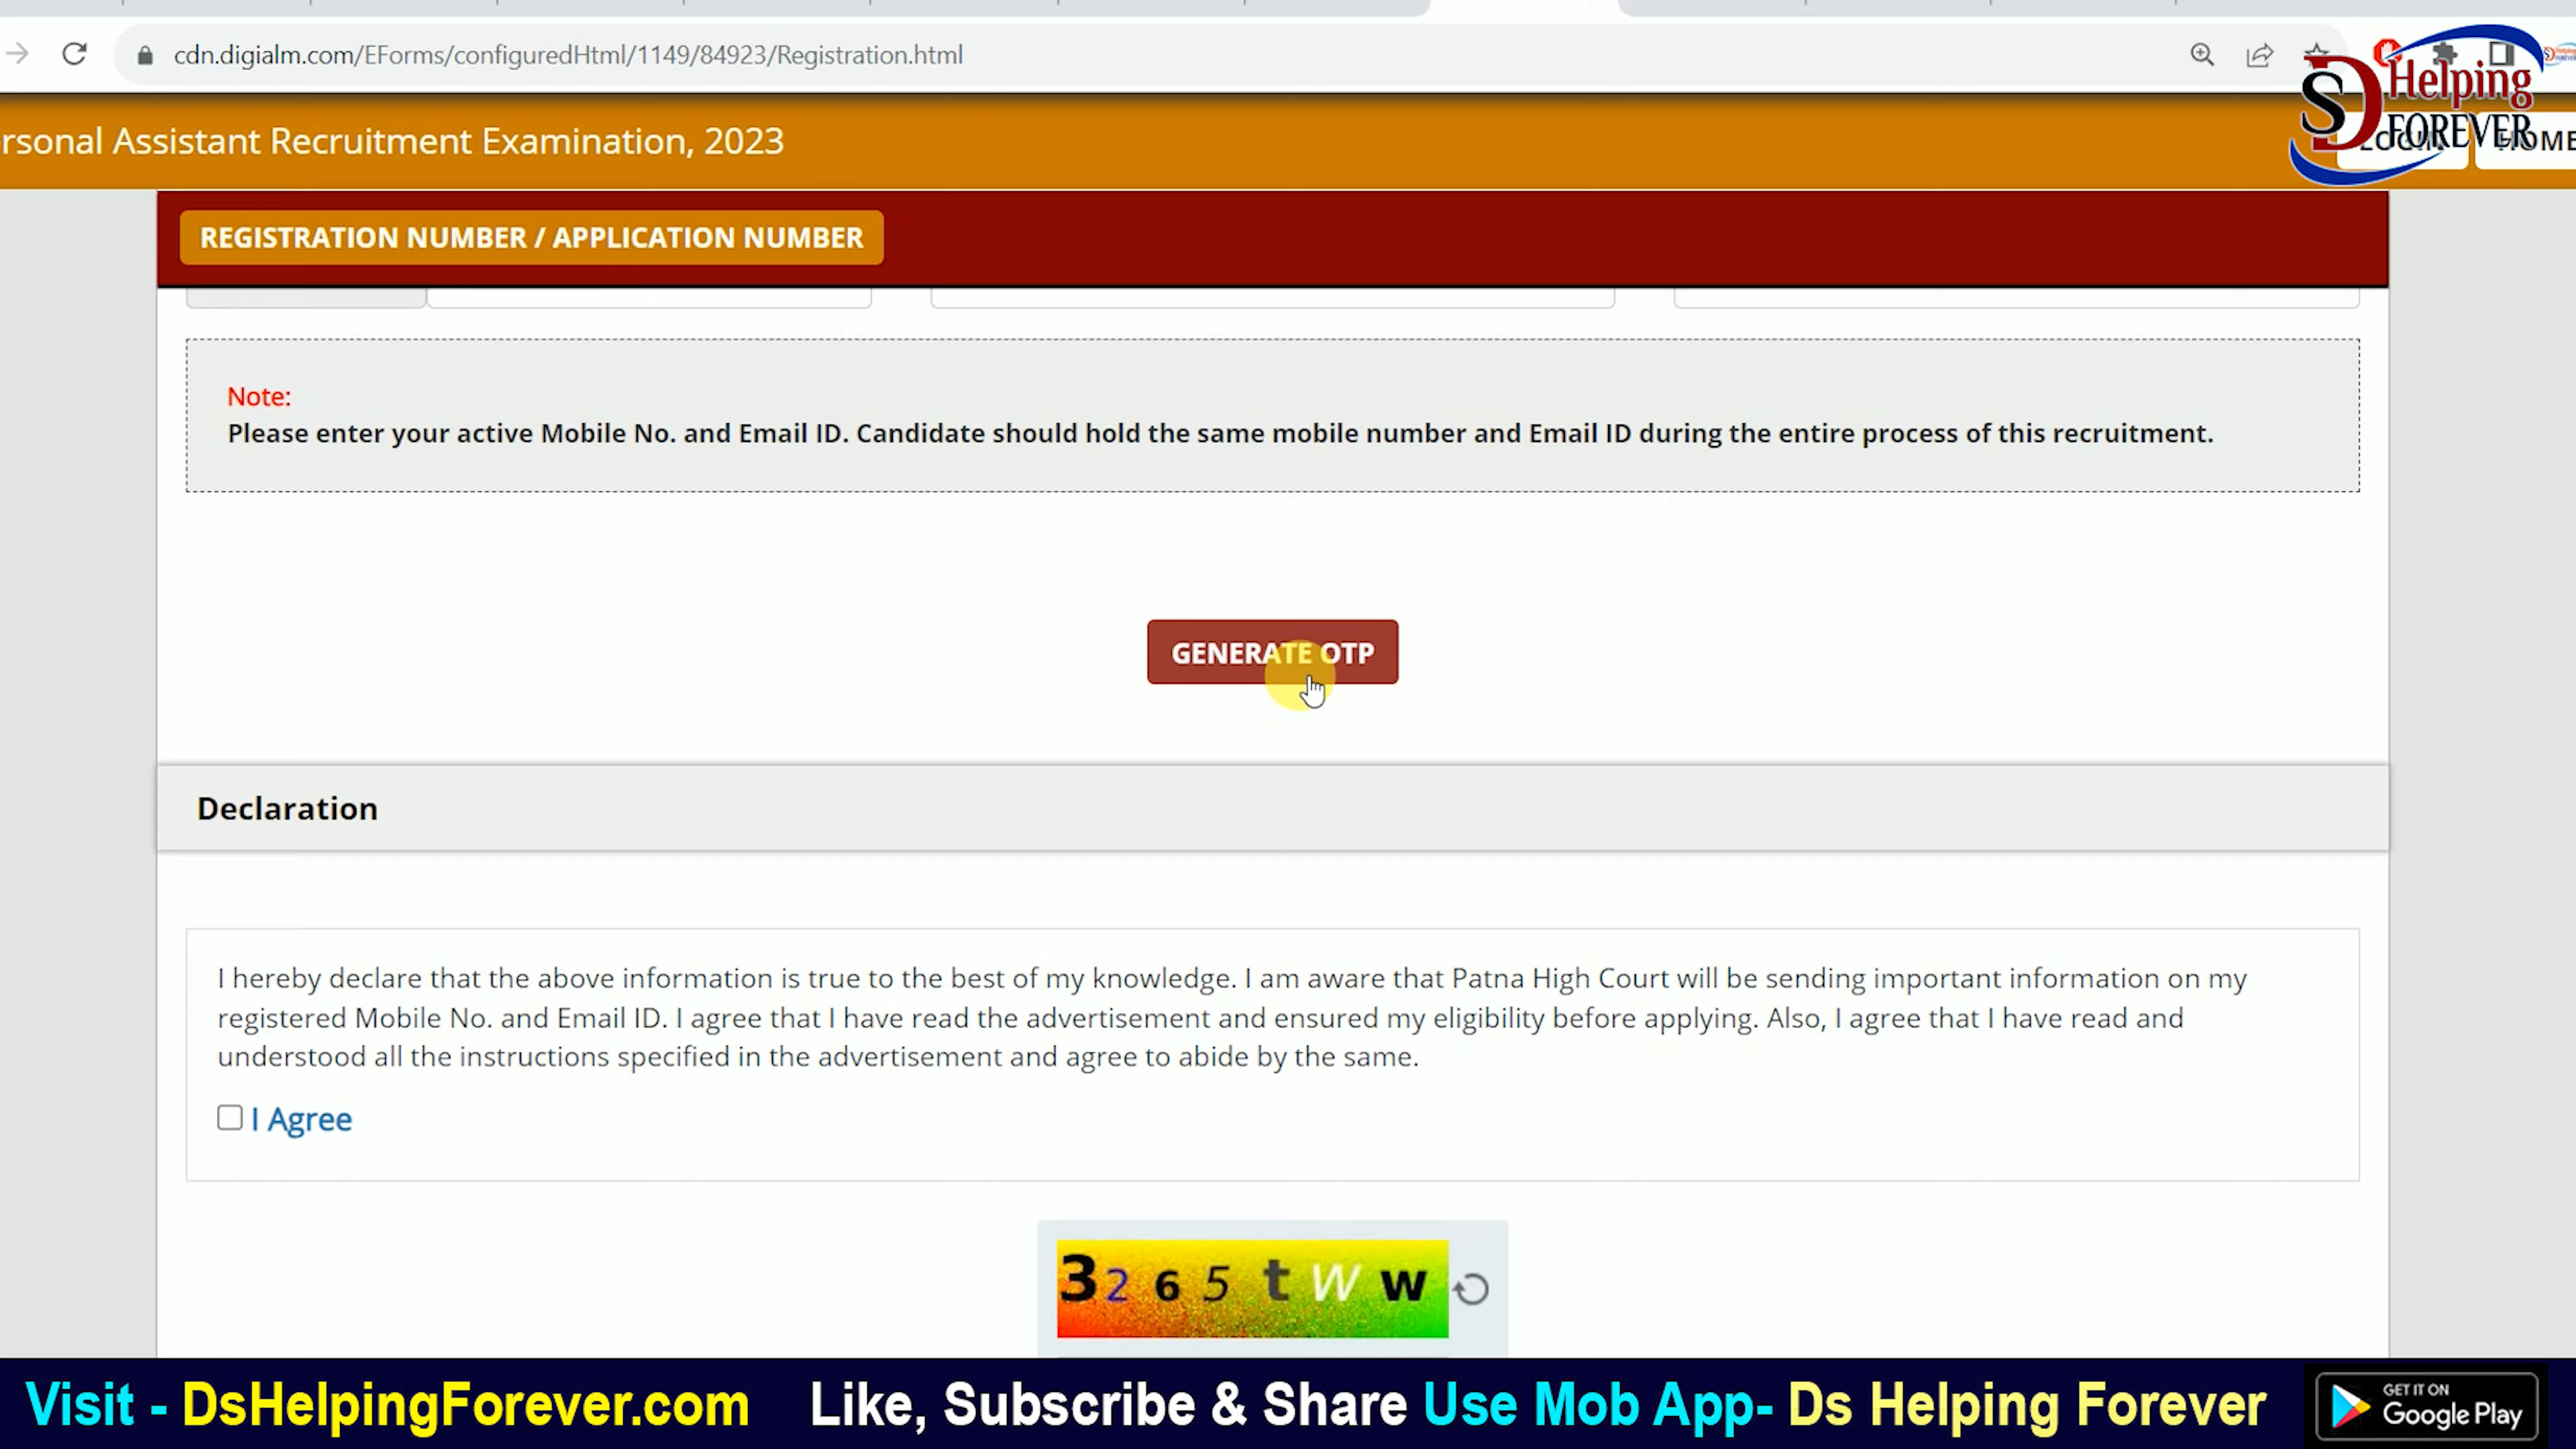 cdn.digialm.com/EForms/configuredHtml/1149/84923/Registration.html
rsonal Assistant Recruitment Examination, 2023
SD Helping
FOREVER
REGISTRATION NUMBER / APPLICATION NUMBER
Note:
Please enter your active Mobile No. and Email ID. Candidate should hold the same mobile number and Email ID during the entire process of this recruitment.
GENERATE OTP
Declaration
I hereby declare that the above information is true to the best of my knowledge. I am aware that Patna High Court will be sending important information on my
registered Mobile No. and Email ID. I agree that I have read the advertisement and ensured my eligibility before applying. Also, I agree that I have read and
understood all the instructions specified in the advertisement and agree to abide by the same.
I Agree
3265tWw
Visit - DsHelpingForever.com Like, Subscribe & Share Use Mob App- Ds Helping Forever
GET IT ON
Google Play